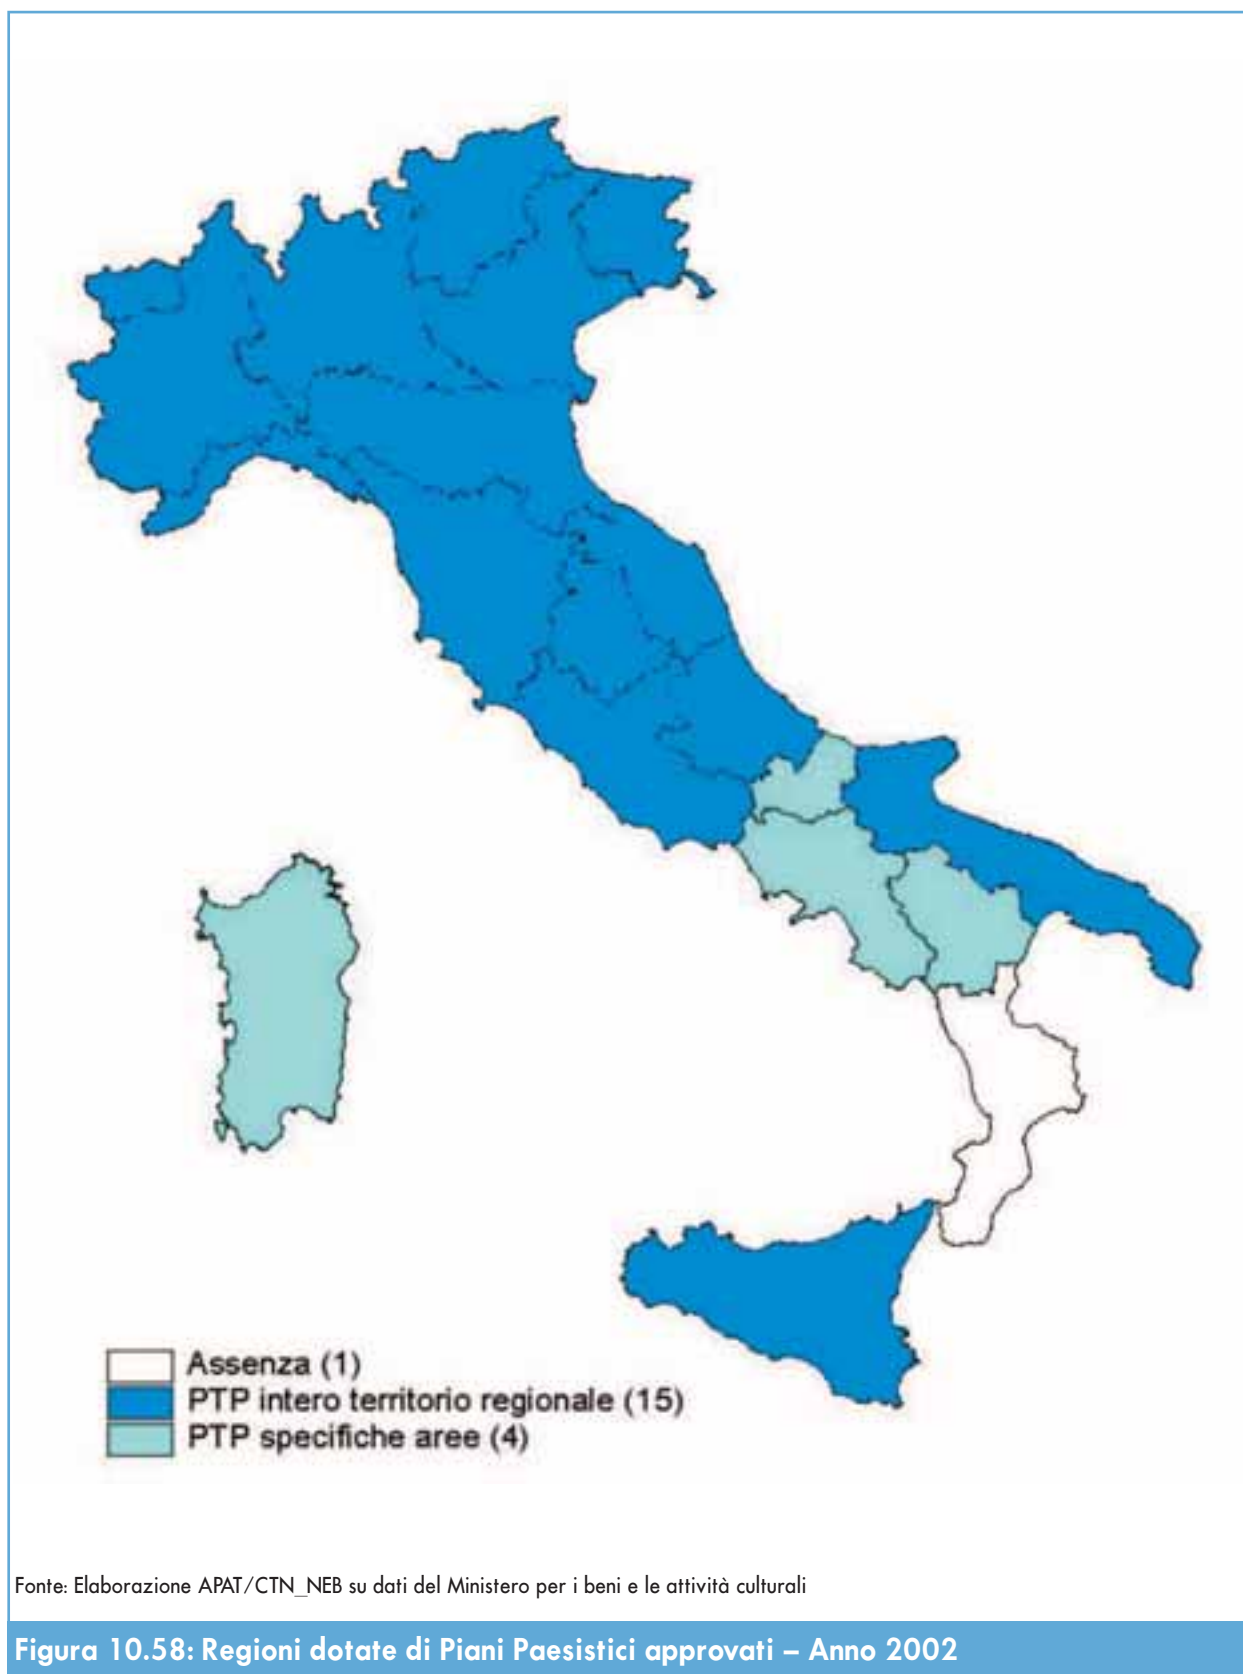 Assenza (1)
PTP intero territorio regionale (15)
PTP specifiche aree (4)
Fonte: Elaborazione APAT/CTN_NEB su dati del Ministero per i beni e le attività culturali
Figura 10.58: Regioni dotate di Piani Paesistici approvati – Anno 2002